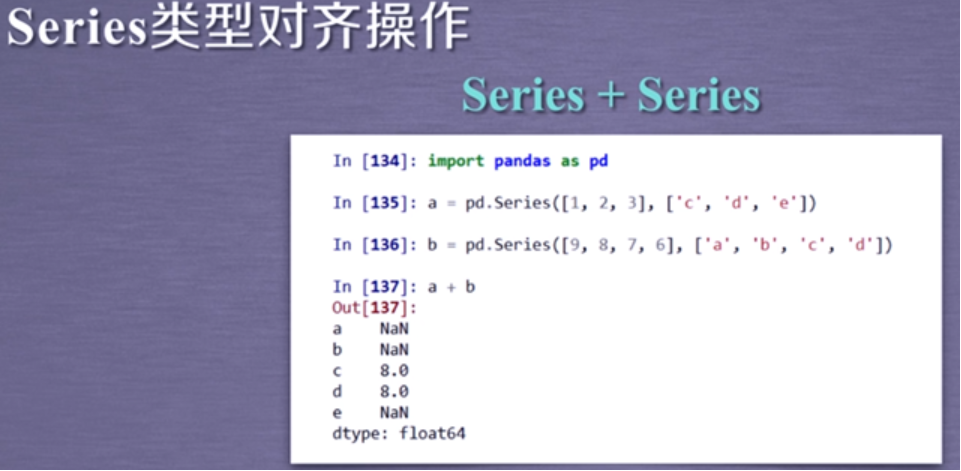 Series类型对齐操作
Series + Series
In [134]: import pandas as pd
In [135]: a = pd.Series([1, 2, 3], ['c', 'd', 'e'])
In [136]: b = pd.Series([9, 8, 7, 6], ['a', 'b', 'c', 'd'])
In [137]: a + b
Out[137]:
a    NaN
b    NaN
c    8.0
d    8.0
e    NaN
dtype: float64